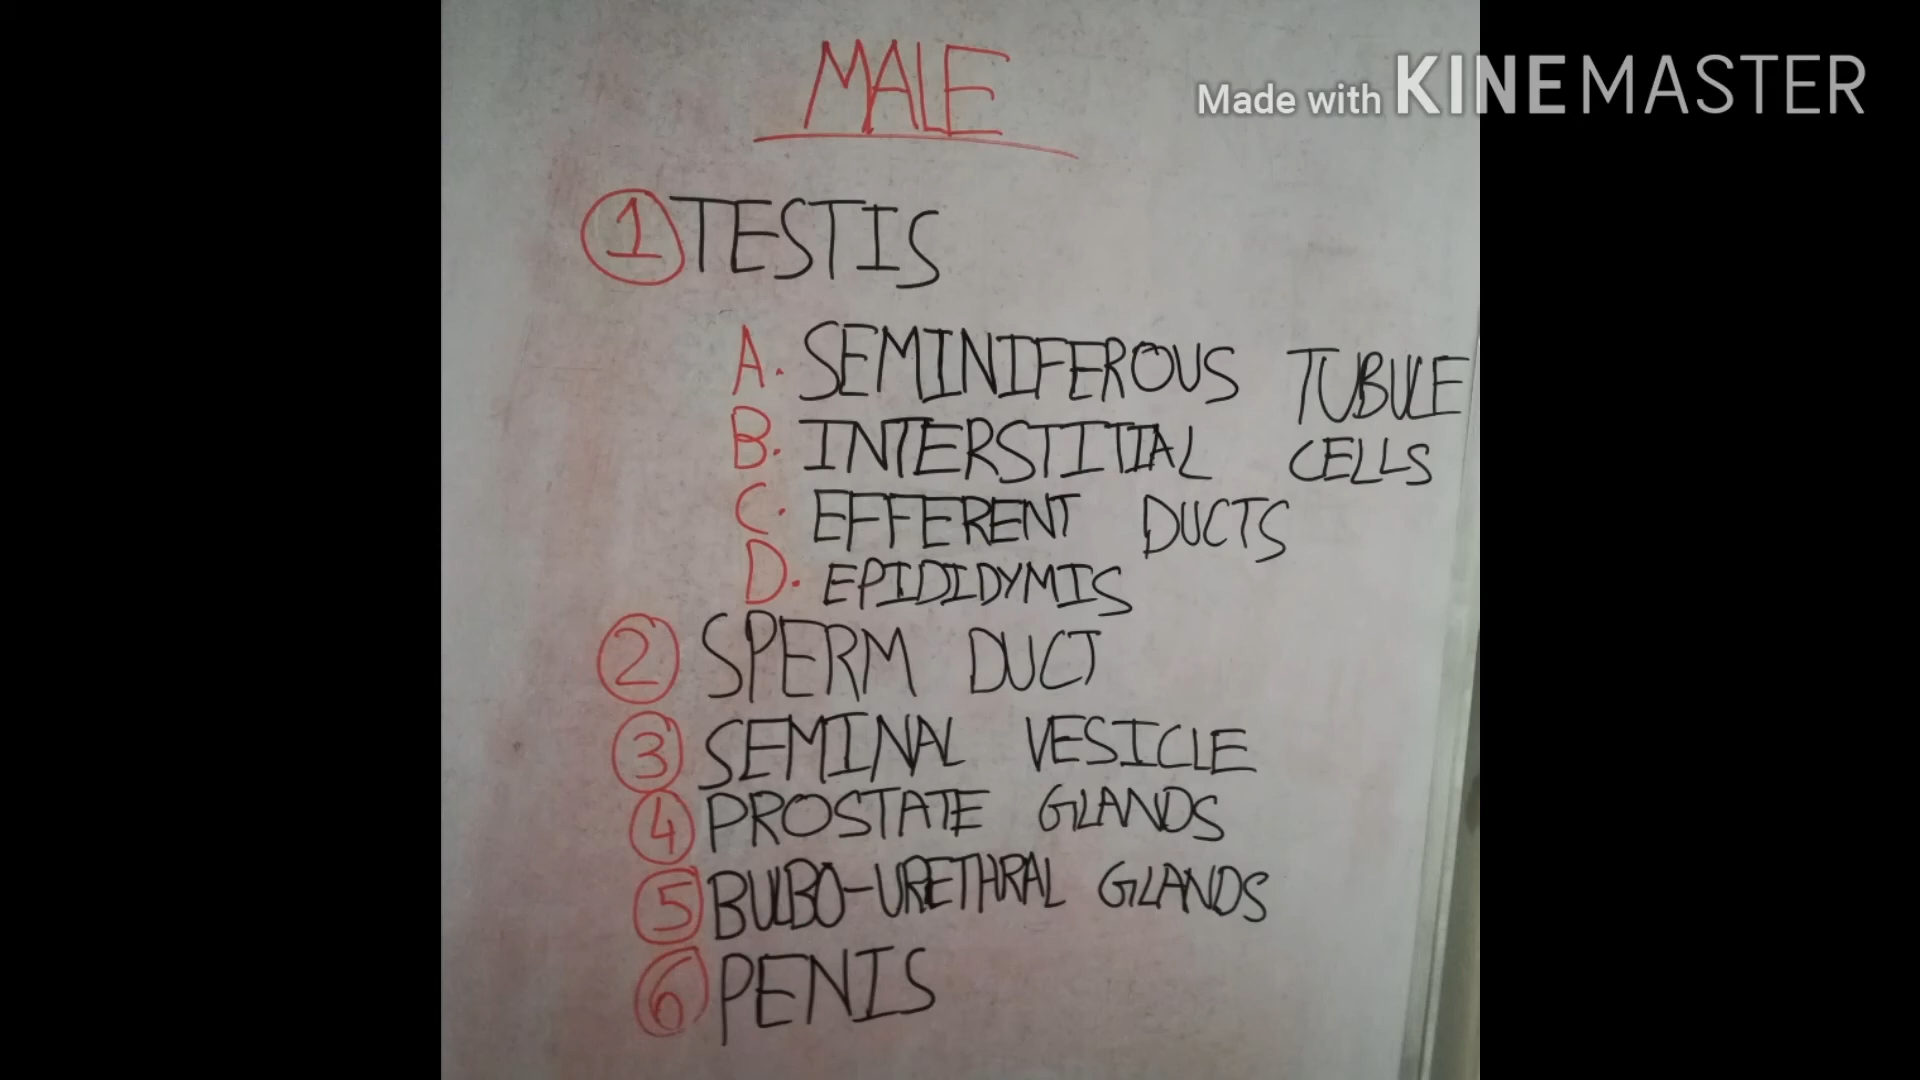 MALE
Made with KINEMASTER
1 TESTIS
A. SEMINIFEROUS TUBULE
B. INTERSTITIAL CELLS
C. EFFERENT DUCTS
D. EPIDIDYMIS
2 SPERM DUCT
3 SEMINAL VESICLE
4 PROSTATE GLANDS
5 BULBO-URETHRAL GLANDS
6 PENIS